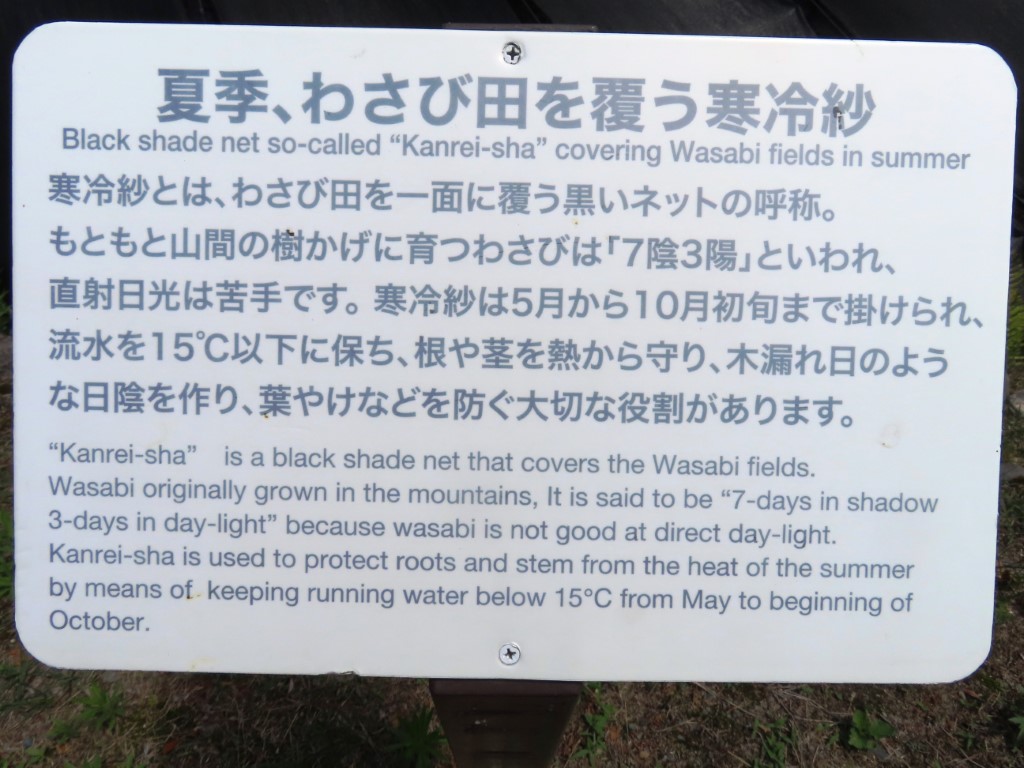 夏季、わさび田を覆う寒冷紗
Black shade net so-called “Kanrei-sha” covering Wasabi fields in summer
寒冷紗とは、わさび田を一面に覆う黒いネットの呼称。
もともと山間の樹かげに育つわさびは「7陰3陽」といわれ、
直射日光は苦手です。寒冷紗は5月から10月初旬まで掛けられ、
流水を15℃以下に保ち、根や茎を熱から守り、木漏れ日のよう
な日陰を作り、葉やけなどを防ぐ大切な役割があります。
“Kanrei-sha” is a black shade net that covers the Wasabi fields.
Wasabi originally grown in the mountains, It is said to be “7-days in shadow
3-days in day-light” because wasabi is not good at direct day-light.
Kanrei-sha is used to protect roots and stem from the heat of the summer
by means of keeping running water below 15°C from May to beginning of
October.